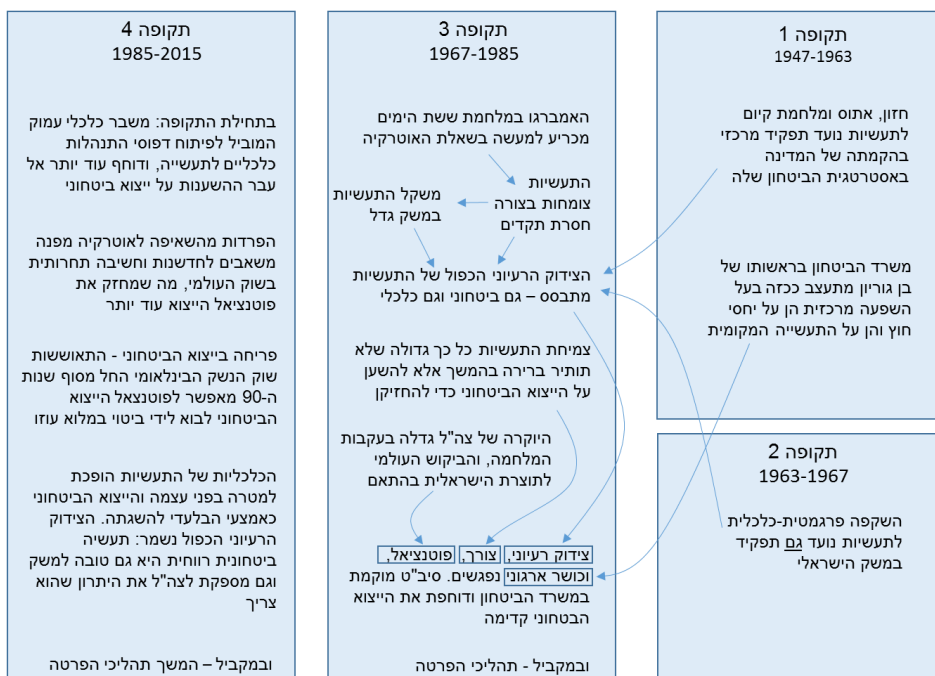 תקופה 1
1947-1963
חזון, אתוס ומלחמת קיום
לתעשיות נועד תפקיד מרכזי
בהקמתה של המדינה
באסטרטגית הביטחון שלה
משרד הביטחון בראשותו של
בן גוריון מתעצב ככזה בעל
השפעה מרכזית הן על יחסי
חוץ והן על התעשייה המקומית
תקופה 2
1963-1967
השקפה פרגמטית-כלכלית
לתעשיות נועד גם תפקיד
במשק הישראלי
תקופה 3
1967-1985
האמברגו במלחמת ששת הימים
מכריע למעשה בשאלת האוטרקיה
התעשיות
צומחות בצורה
חסרת תקדים
משקל התעשיות
במשק גדל
הצידוק הרעיוני הכפול של התעשיות
מתבסס – גם ביטחוני וגם כלכלי
צמיחת התעשיות כל כך גדולה שלא
תותיר ברירה בהמשך אלא להשען
על הייצוא הביטחוני כדי להחזיקן
היוקרה של צה"ל גדלה בעקבות
המלחמה, והביקוש העולמי
לתוצרת הישראלית בהתאם
צידוק רעיוני, צורך, פוטנציאל,
וכושר ארגוני נפגשים. סיב"ט מוקמת
במשרד הביטחון ודוחפת את הייצוא
הבטחוני קדימה
ובמקביל - תהליכי הפרטה
תקופה 4
1985-2015
בתחילת התקופה: משבר כלכלי עמוק
המוביל לפיתוח דפוסי התנהלות
כלכליים לתעשייה, ודוחף עוד יותר אל
עבר ההשענות על ייצוא ביטחוני
הפרדות מהשאיפה לאוטרקיה מפנה
משאבים לחדשנות וחשיבה תחרותית
בשוק העולמי, מה שמחזק את
פוטנציאל הייצוא עוד יותר
פריחה בייצוא הביטחוני - התאוששות
שוק הנשק הבינלאומי החל מסוף שנות
ה-90 מאפשר לפוטנצאל הייצוא
הביטחוני לבוא לידי ביטוי במלוא עוזו
הכלכליות של התעשיות הופכת
למטרה בפני עצמה והייצוא הביטחוני
כאמצעי הבלעדי להשגתה. הצידוק
הרעיוני הכפול נשמר: תעשיה
ביטחונית רווחית היא גם טובה למשק
וגם מספקת לצה"ל את היתרון שהוא
צריך
ובמקביל – המשך תהליכי הפרטה